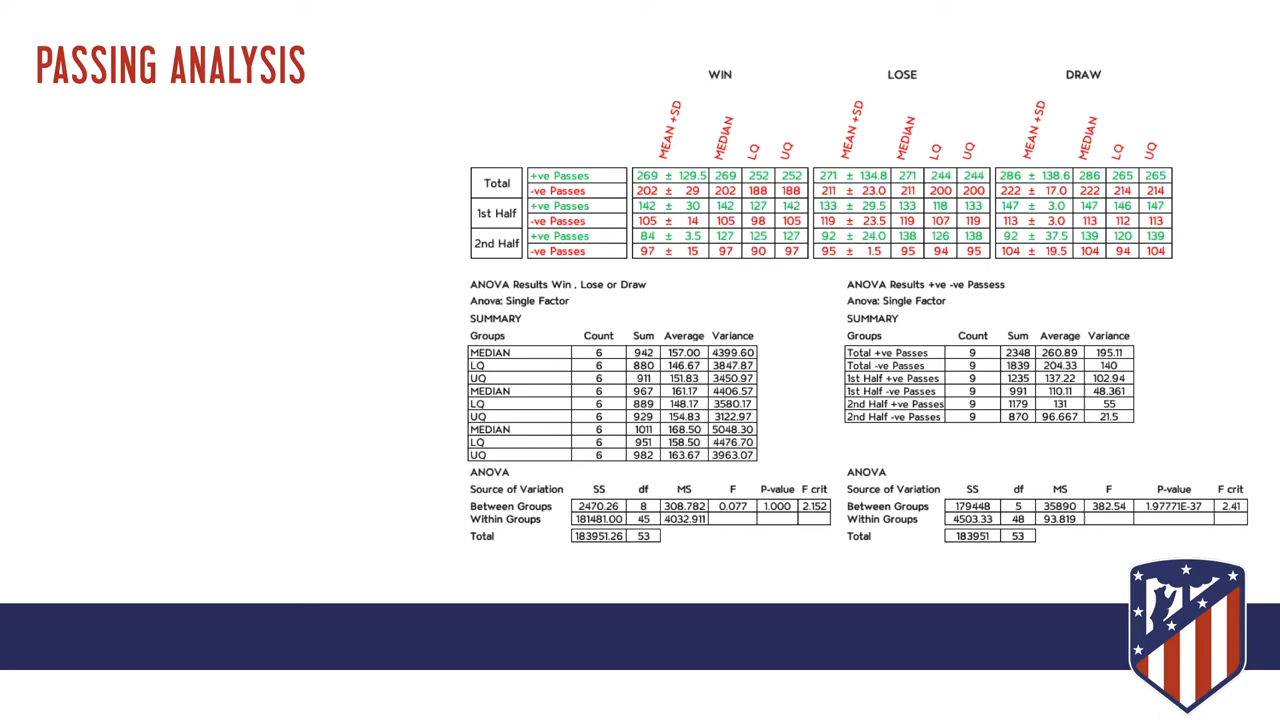 PASSING ANALYSIS
WIN LOSE DRAW
MEAN +SD MEDIAN LQ UQ MEAN +SD MEDIAN LQ UQ MEAN +SD MEDIAN LQ UQ
Total +ve Passes 269 ± 129.5 269 252 252 271 ± 134.8 271 244 244 286 ± 138.6 286 265 265
-ve Passes 202 ± 29 202 188 188 211 ± 23.0 211 200 200 222 ± 17.0 222 214 214
1st Half +ve Passes 142 ± 30 142 127 142 133 ± 29.5 133 118 133 147 ± 3.0 147 146 147
-ve Passes 105 ± 14 105 98 105 119 ± 23.5 119 107 119 113 ± 3.0 113 112 113
2nd Half +ve Passes 84 ± 3.5 127 125 127 92 ± 24.0 138 126 138 92 ± 37.5 139 120 139
-ve Passes 97 ± 15 97 90 97 95 ± 1.5 95 94 95 104 ± 19.5 104 94 104
ANOVA Results Win , Lose or Draw
Anova: Single Factor
SUMMARY
Groups Count Sum Average Variance
MEDIAN 6 942 157.00 4399.60
LQ 6 880 146.67 3847.87
UQ 6 911 151.83 3450.97
MEDIAN 6 967 161.17 4406.57
LQ 6 889 148.17 3580.17
UQ 6 929 154.83 3122.97
MEDIAN 6 1011 168.50 5048.30
LQ 6 951 158.50 4476.70
UQ 6 982 163.67 3963.07
ANOVA
Source of Variation SS df MS F P-value F crit
Between Groups 2470.26 8 308.782 0.077 1.000 2.152
Within Groups 181481.00 45 4032.911
Total 183951.26 53
ANOVA Results +ve -ve Passess
Anova: Single Factor
SUMMARY
Groups Count Sum Average Variance
Total +ve Passes 9 2348 260.89 195.11
Total -ve Passes 9 1839 204.33 140
1st Half +ve Passes 9 1235 137.22 102.94
1st Half -ve Passes 9 991 110.11 48.361
2nd Half +ve Passes 9 1179 131 55
2nd Half -ve Passes 9 870 96.667 21.5
ANOVA
Source of Variation SS df MS F P-value F crit
Between Groups 179448 5 35890 382.54 1.97771E-37 2.41
Within Groups 4503.33 48 93.819
Total 183951 53